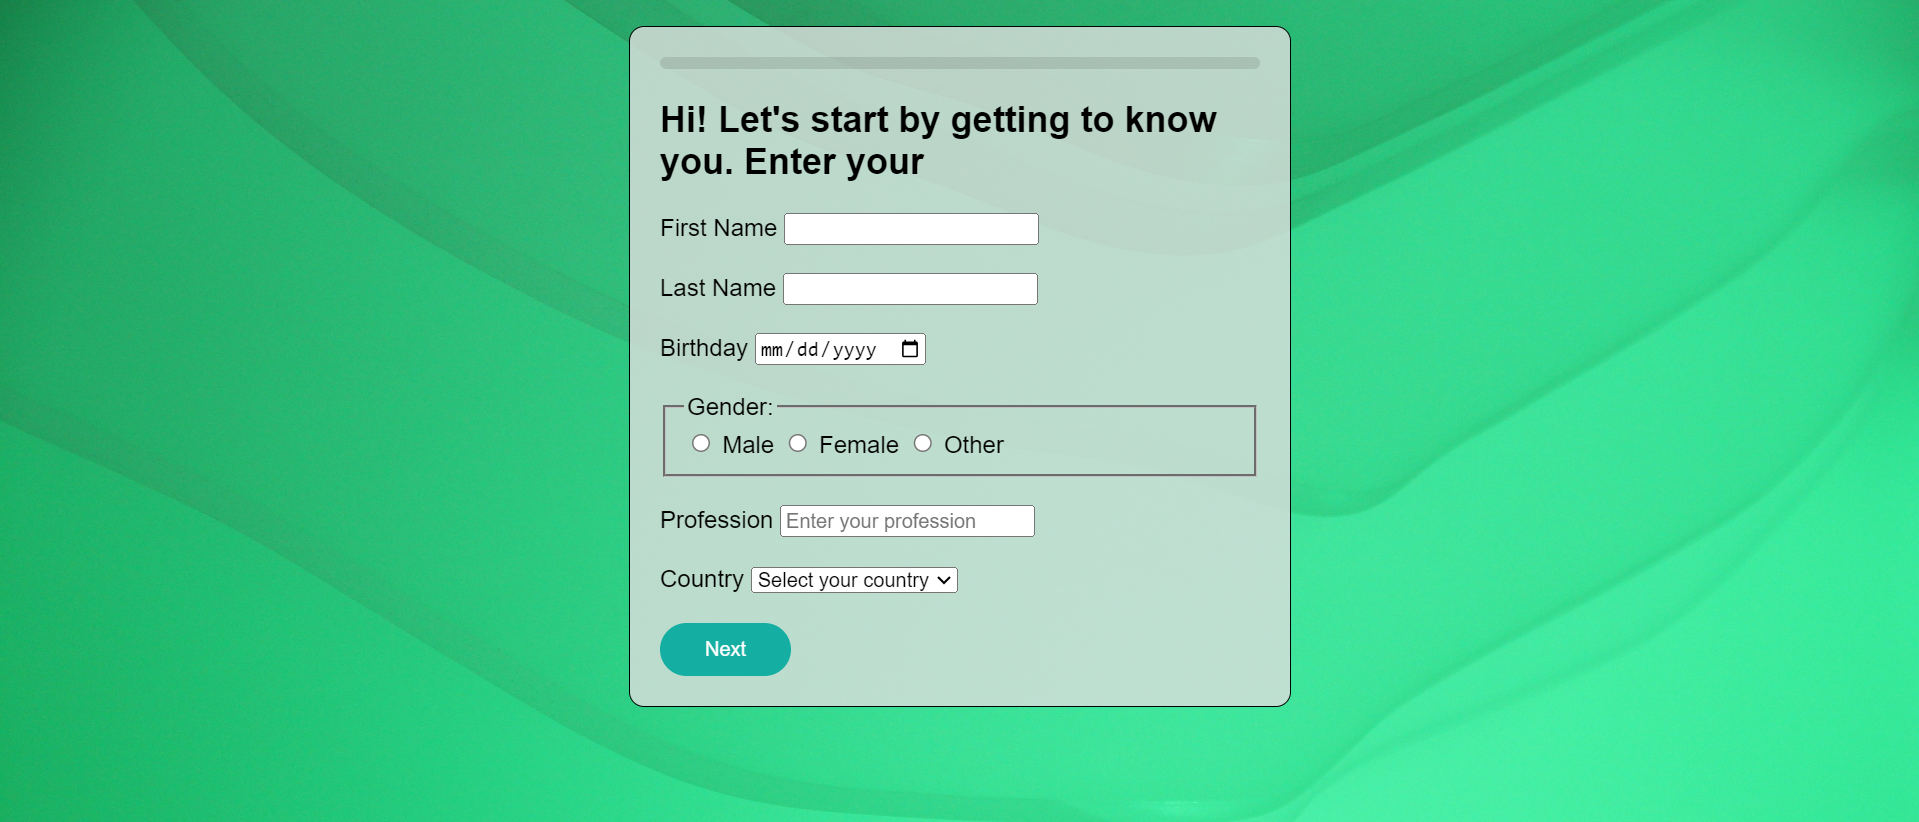 Hi! Let's start by getting to know
you. Enter your
First Name
Last Name
Birthday mm/dd/yyyy
Gender:
Male Female Other
Profession Enter your profession
Country Select your country
Next